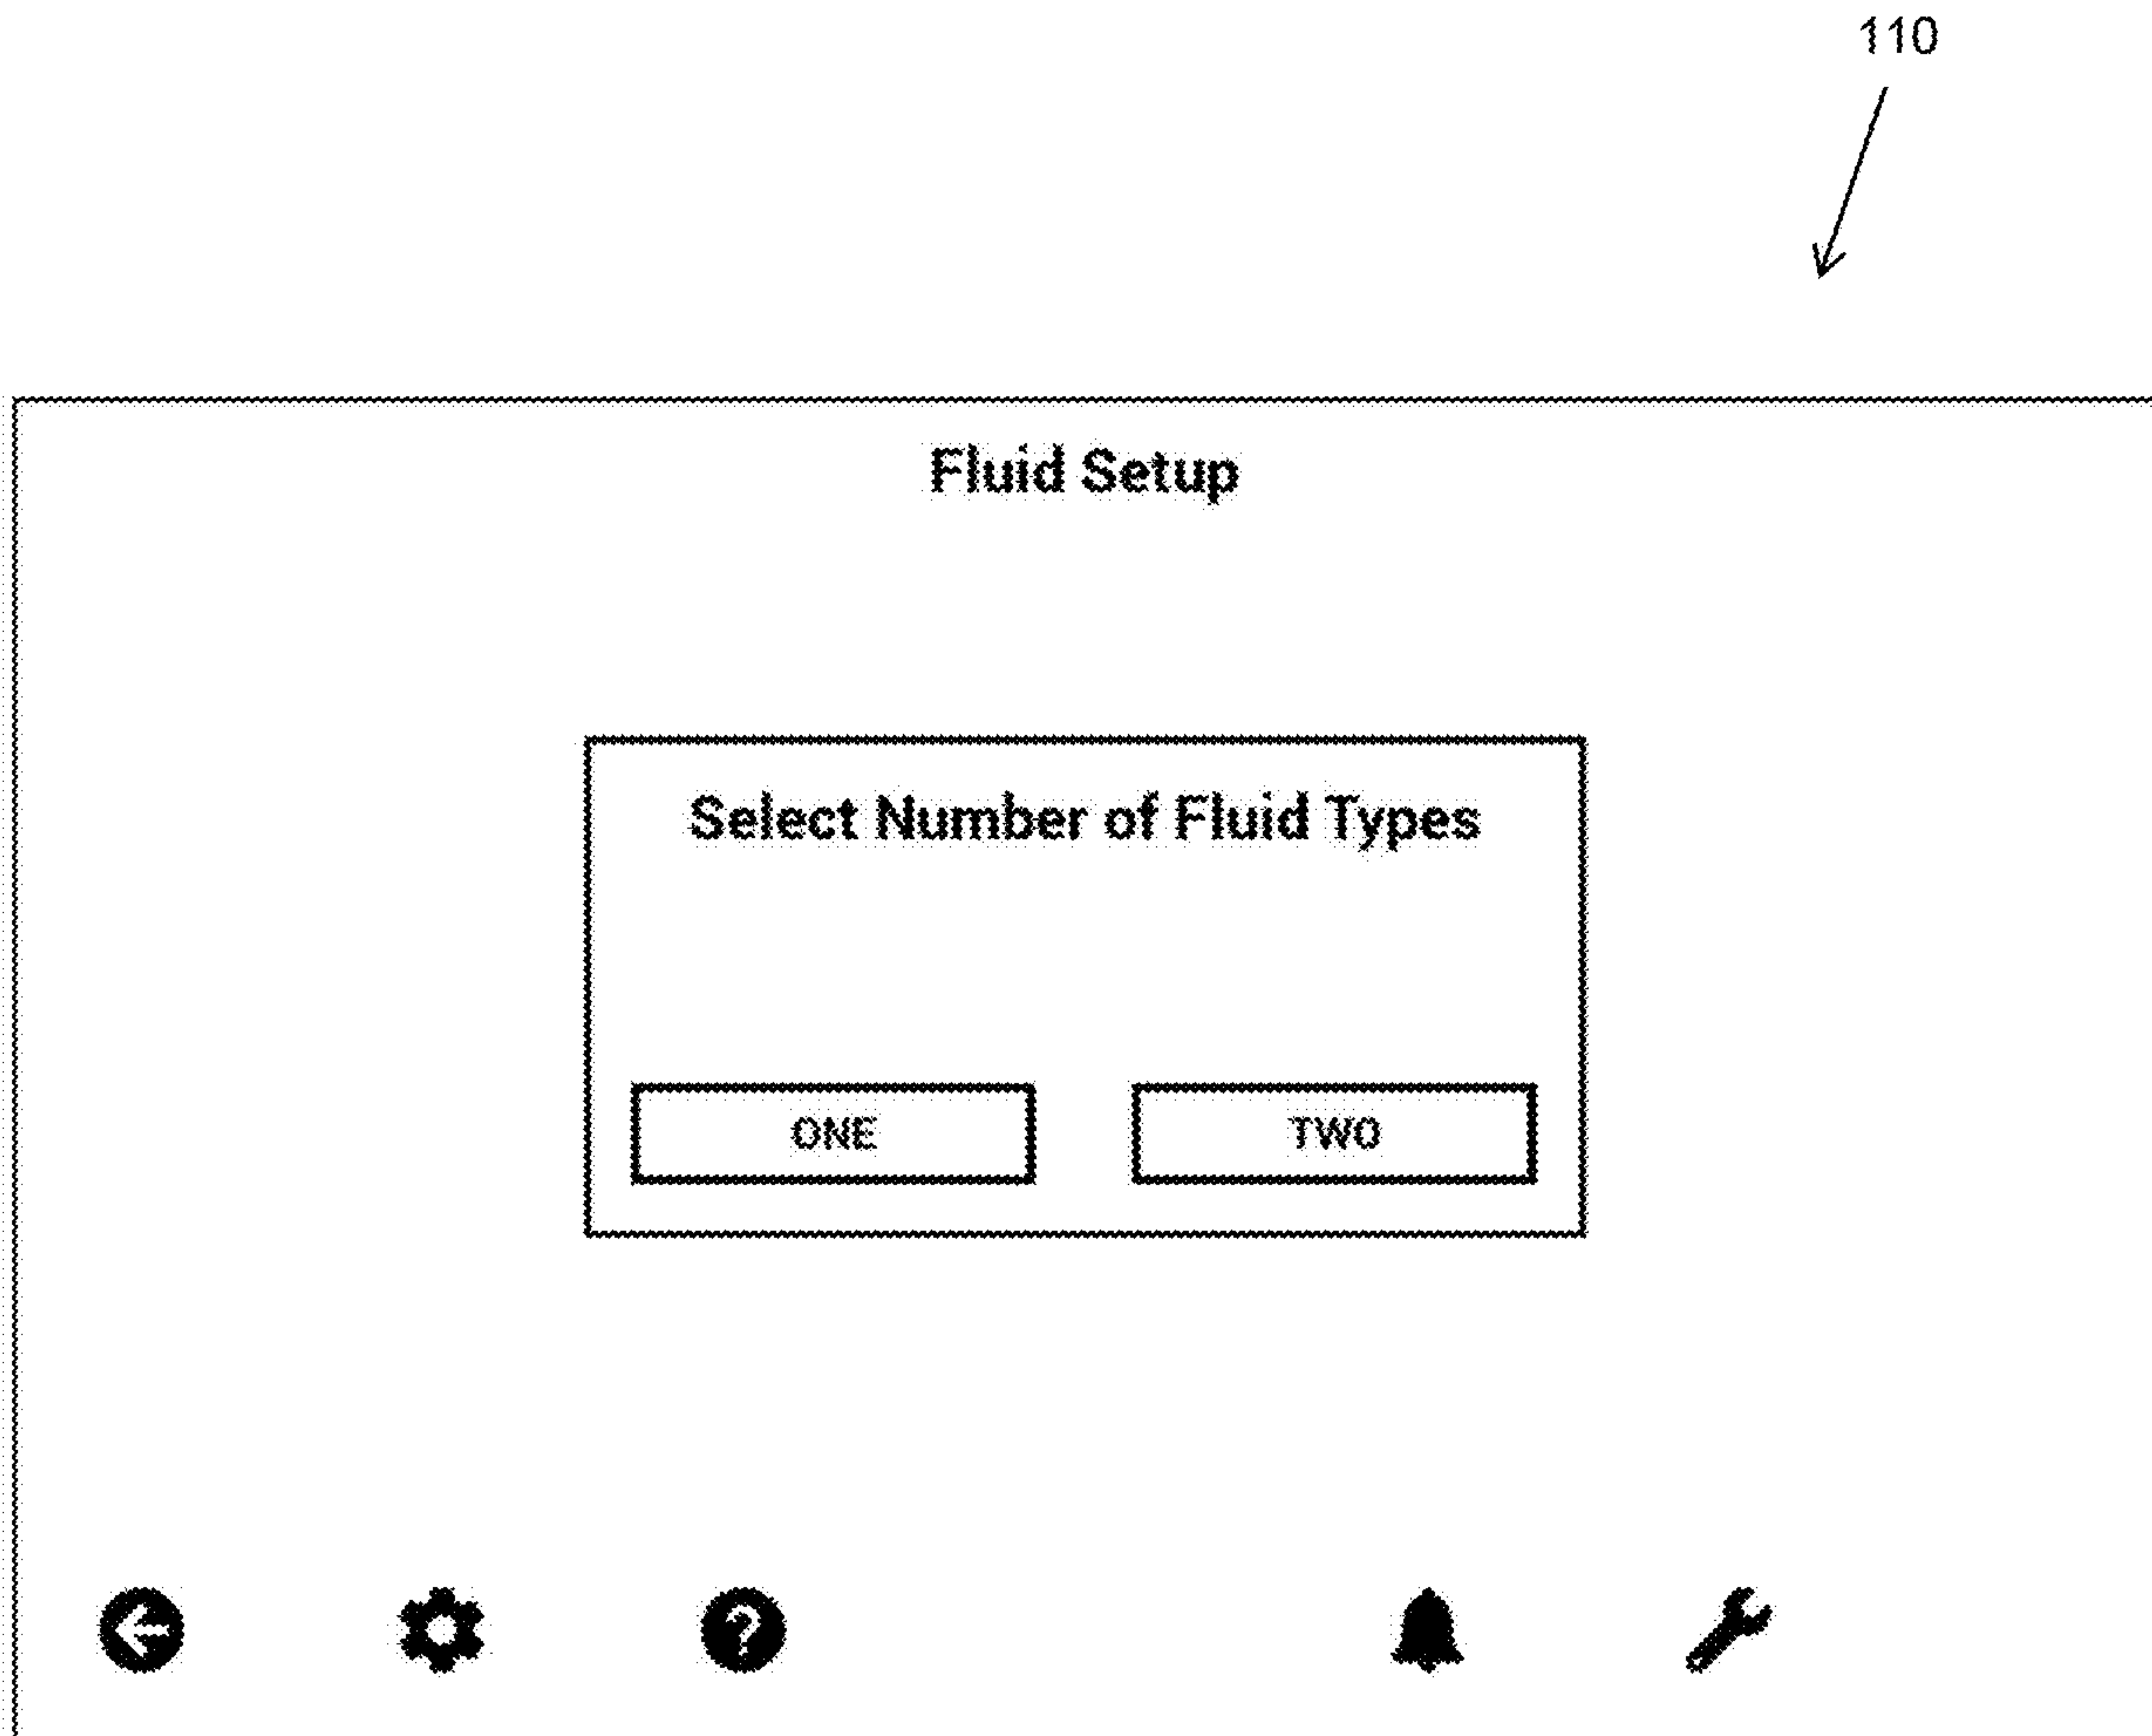 110
Fluid Setup
Select Number of Fluid Types
ONE
TWO
?